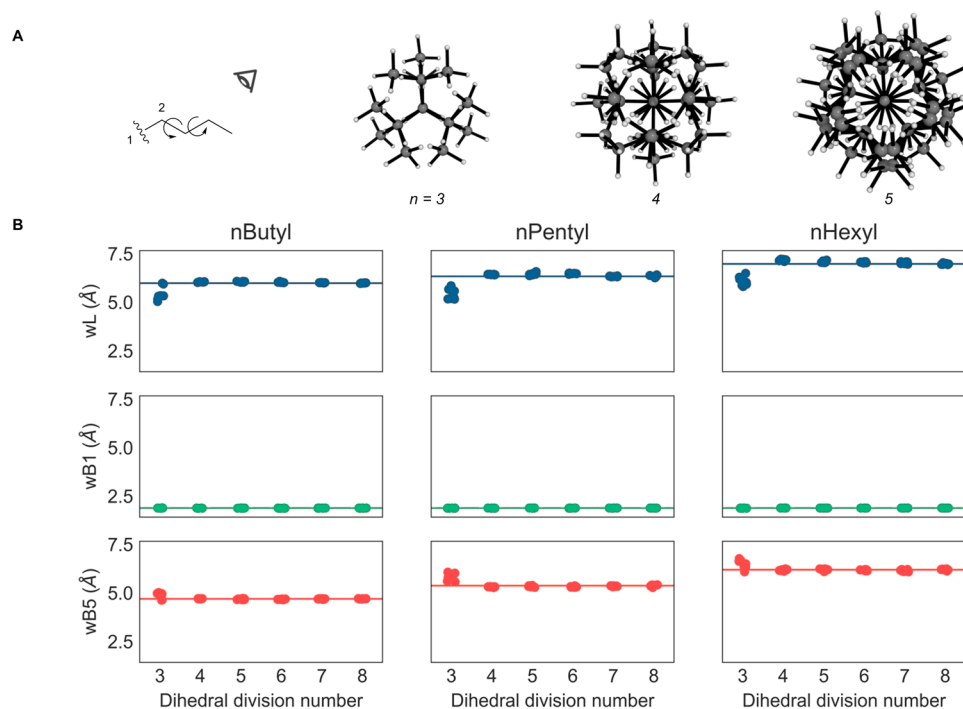 A
2
1
n = 3
4
5
B
nButyl
nPentyl
nHexyl
7.5
5.0
2.5
wL (Å)
7.5
5.0
2.5
wB1 (Å)
7.5
5.0
2.5
wB5 (Å)
3 4 5 6 7 8
3 4 5 6 7 8
3 4 5 6 7 8
Dihedral division number
Dihedral division number
Dihedral division number